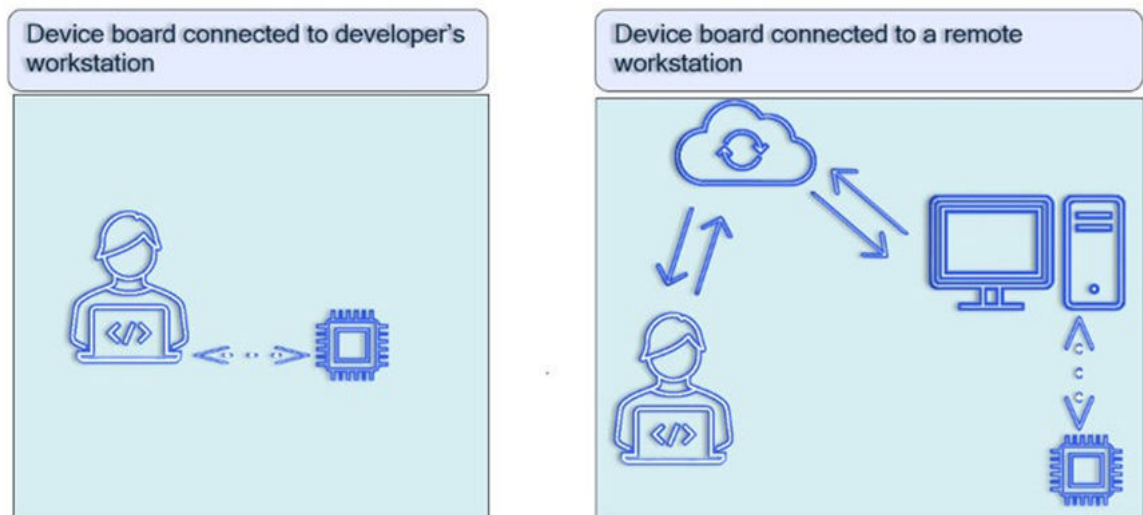 Device board connected to developer's
workstation
Device board connected to a remote
workstation
</>
</>